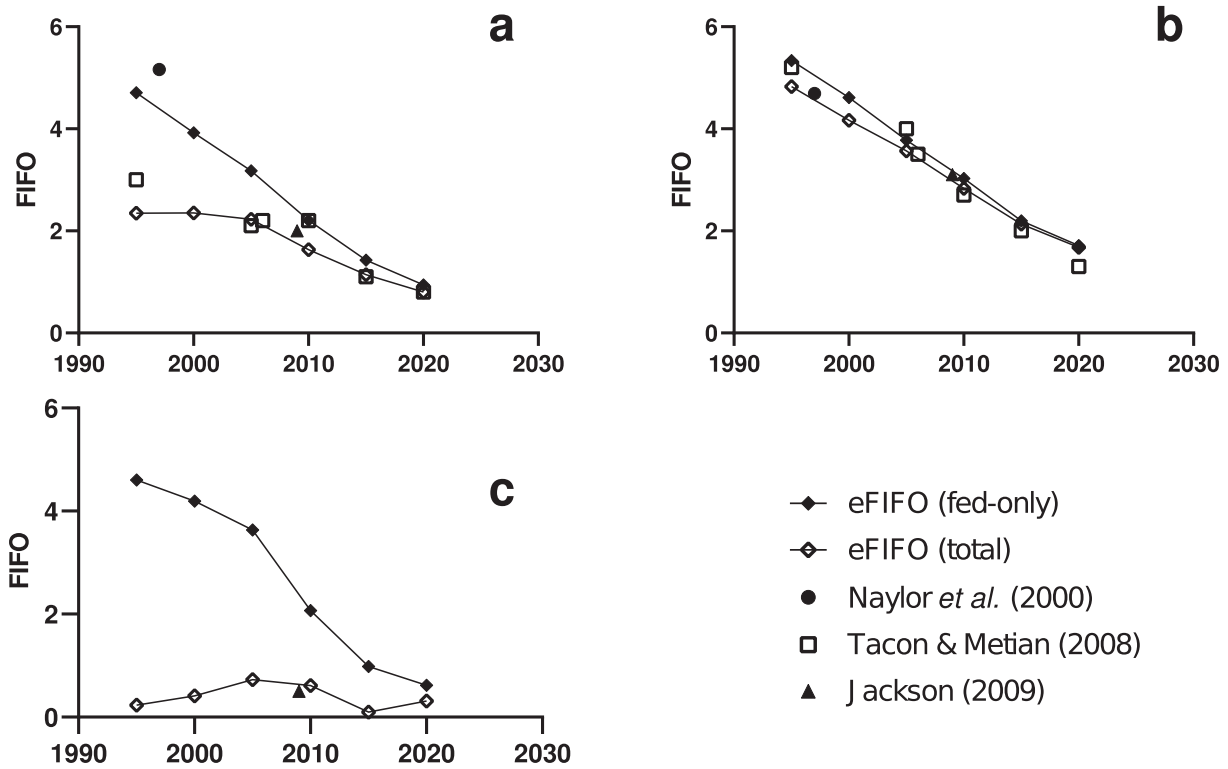 a
6
4
2
0
FIFO
1990 2000 2010 2020 2030
b
6
4
2
0
FIFO
1990 2000 2010 2020 2030
c
6
4
2
0
FIFO
1990 2000 2010 2020 2030
eFIFO (fed-only)
eFIFO (total)
Naylor et al. (2000)
Tacon & Metian (2008)
Jackson (2009)